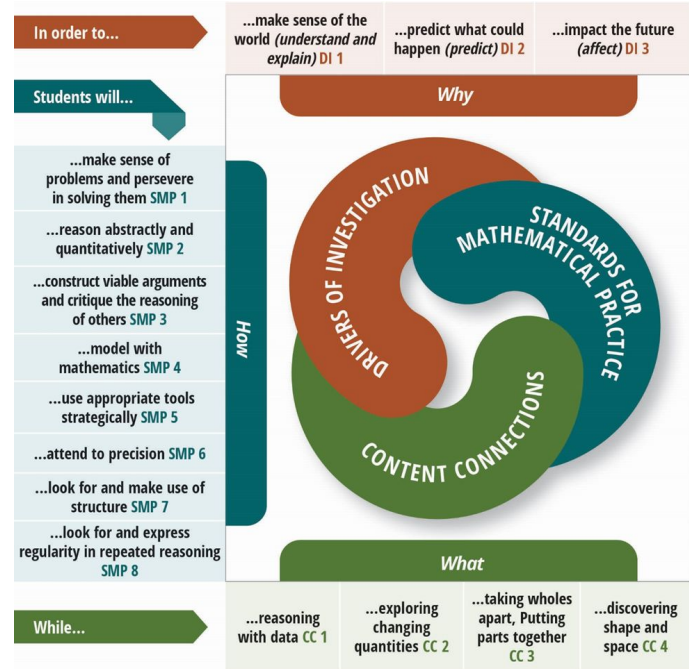 In order to...
...make sense of the
world (understand and
explain) DI 1
...predict what could
happen (predict) DI 2
...impact the future
(affect) DI 3
Students will...
Why
...make sense of
problems and persevere
in solving them SMP 1
...reason abstractly and
quantitatively SMP 2
...construct viable arguments
and critique the reasoning
of others SMP 3
...model with
mathematics SMP 4
...use appropriate tools
strategically SMP 5
...attend to precision SMP 6
...look for and make use of
structure SMP 7
...look for and express
regularity in repeated reasoning
SMP 8
How
DRIVERS OF INVESTIGATION
STANDARDS FOR
MATHEMATICAL PRACTICE
CONTENT CONNECTIONS
What
While...
...reasoning
with data CC 1
...exploring
changing
quantities CC 2
...taking wholes
apart, Putting
parts together
CC 3
...discovering
shape and
space CC 4